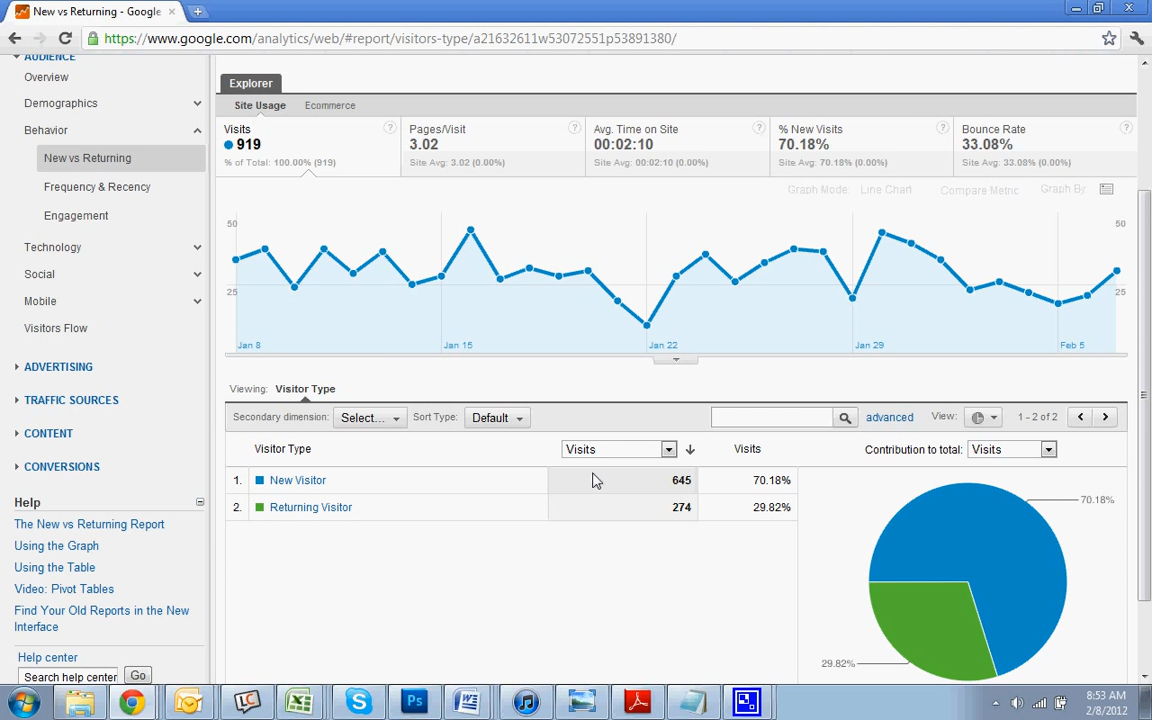 New vs Returning - Google
https://www.google.com/analytics/web/#report/visitors-type/a21632611w53072551p53891380/
AUDIENCE
Overview
Demographics
Behavior
New vs Returning
Frequency & Recency
Engagement
Technology
Social
Mobile
Visitors Flow
ADVERTISING
TRAFFIC SOURCES
CONTENT
CONVERSIONS
Help
The New vs Returning Report
Using the Graph
Using the Table
Video: Pivot Tables
Find Your Old Reports in the New
Interface
Help center
Search help center Go
Explorer
Site Usage Ecommerce
Visits ?
919
% of Total: 100.00% (919)
Pages/Visit ?
3.02
Site Avg: 3.02 (0.00%)
Avg. Time on Site ?
00:02:10
Site Avg: 00:02:10 (0.00%)
% New Visits ?
70.18%
Site Avg: 70.18% (0.00%)
Bounce Rate ?
33.08%
Site Avg: 33.08% (0.00%)
Graph Mode: Line Chart Compare Metric Graph By:
50 50
25 25
Jan 8 Jan 15 Jan 22 Jan 29 Feb 5
Viewing: Visitor Type
Secondary dimension: Select... Sort Type: Default advanced View: 1 - 2 of 2
Visitor Type Visits Visits Contribution to total: Visits
1. New Visitor 645 70.18%
2. Returning Visitor 274 29.82%
70.18%
29.82%
LC S Ps W
8:53 AM
2/8/2012